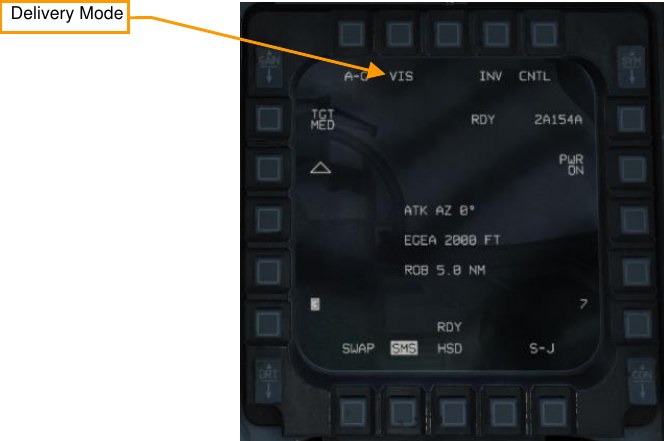 Delivery Mode
GAIN
SYM
A-G VIS INV CNTL
TGT
MED
RDY 2A154A
PWR
ON
ATK AZ 0°
EGEA 2000 FT
ROB 5.0 NM
3 7
RDY
SWAP SMS HSD S-J
BRT
CON